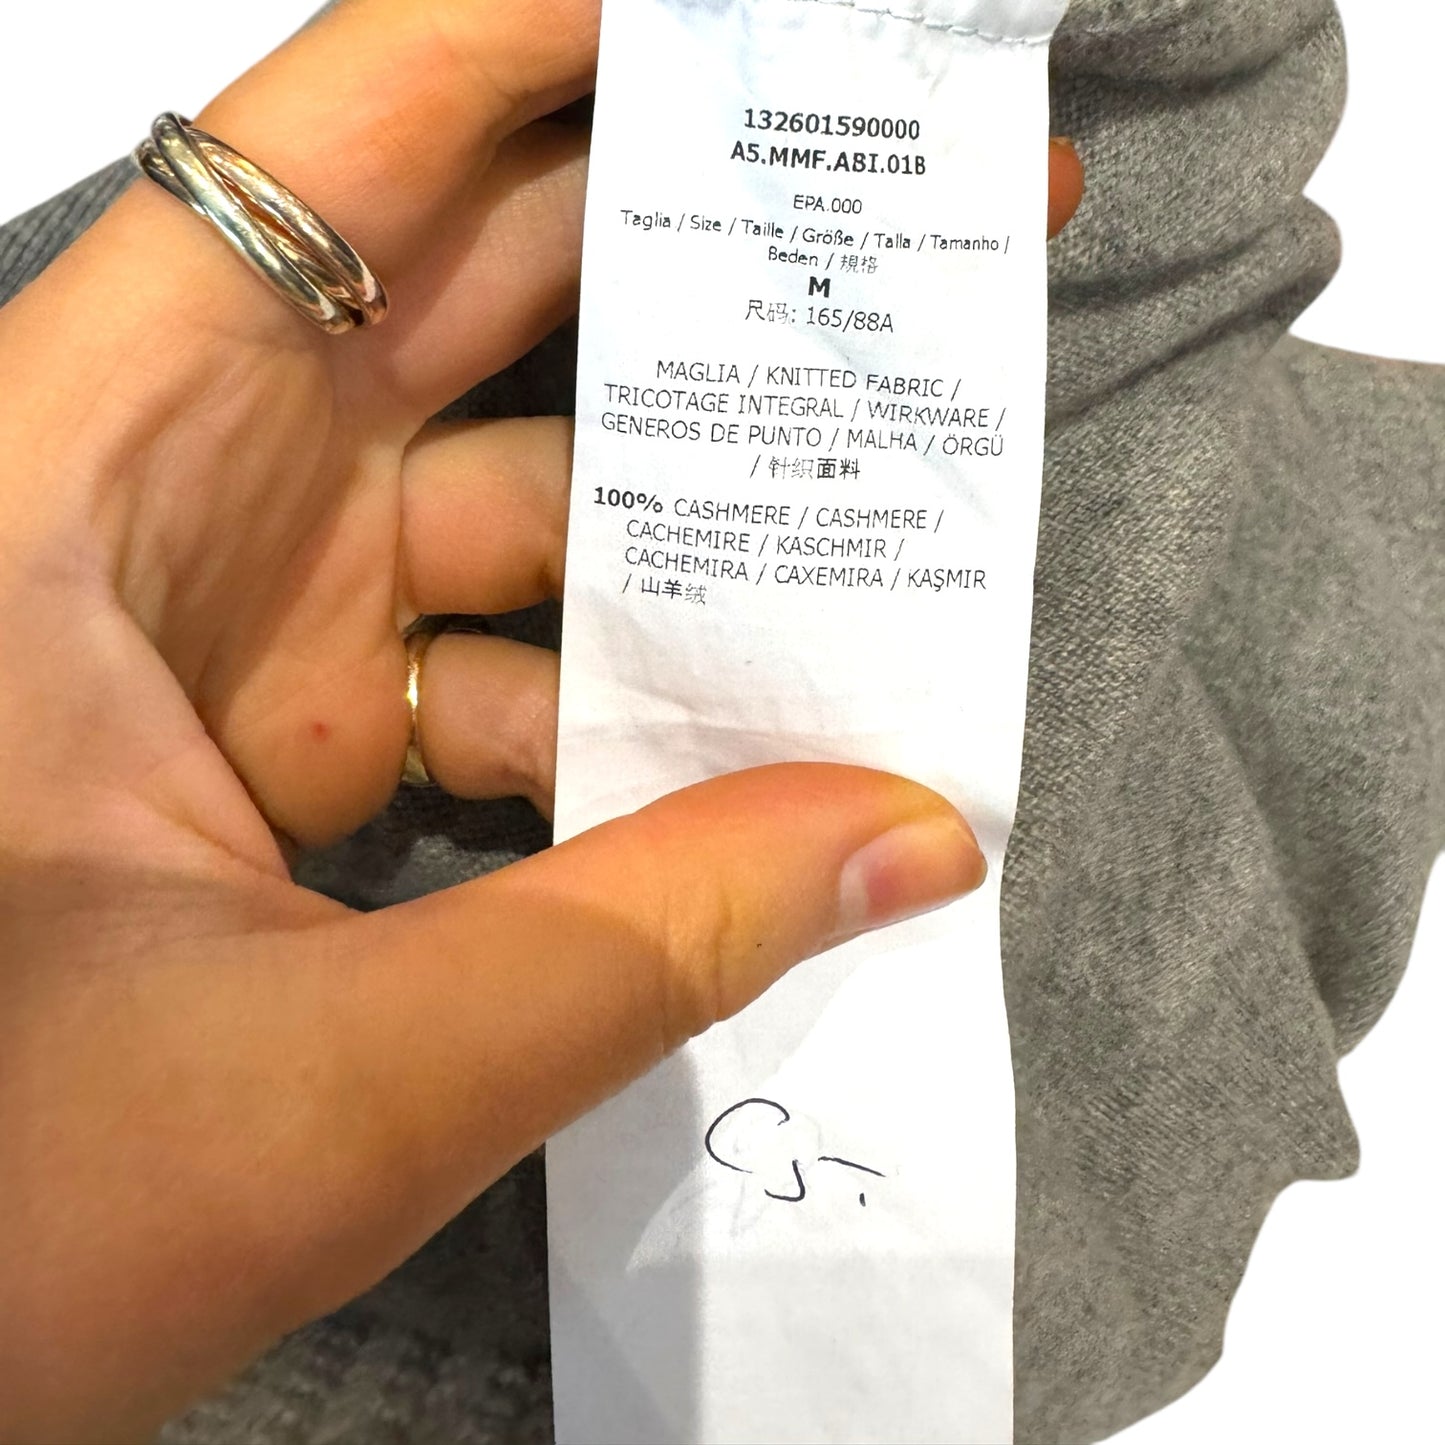 132601590000
A5.MMF.ABI.01B
EPA.000
Taglia / Size / Taille / Größe / Talla / Tamanho /
Beden / 規格
M
尺码: 165/88A
MAGLIA / KNITTED FABRIC /
TRICOTAGE INTEGRAL / WIRKWARE /
GENEROS DE PUNTO / MALHA / ÖRGÜ
/ 针织面料
100% CASHMERE / CASHMERE /
CACHEMIRE / KASCHMIR /
CACHEMIRA / CAXEMIRA / KAŞMIR
/ 山羊绒